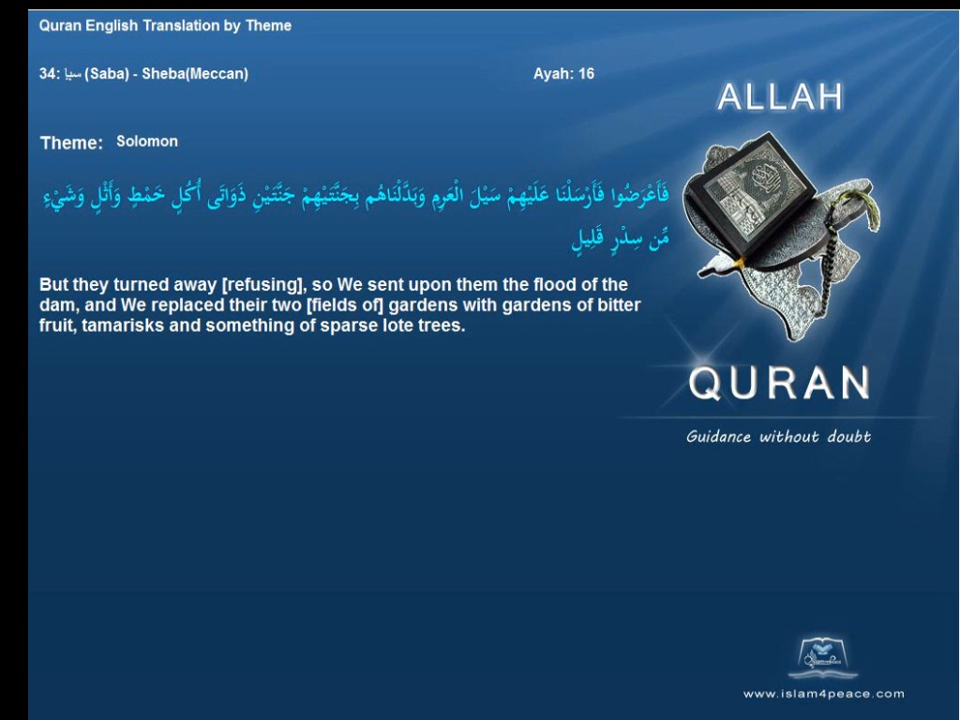 Quran English Translation by Theme
34: سبإ (Saba) - Sheba(Meccan) Ayah: 16
Theme: Solomon
فَأَعْرَضُوا فَأَرْسَلْنَا عَلَيْهِمْ سَيْلَ الْعَرِمِ وَبَدَّلْنَاهُم بِجَنَّتَيْهِمْ جَنَّتَيْنِ ذَوَاتَى أُكُلٍ خَمْطٍ وَأَثْلٍ وَشَيْءٍ
مِّن سِدْرٍ قَلِيلٍ
But they turned away [refusing], so We sent upon them the flood of the
dam, and We replaced their two [fields of] gardens with gardens of bitter
fruit, tamarisks and something of sparse lote trees.
ALLAH
QURAN
Guidance without doubt
www.islam4peace.com